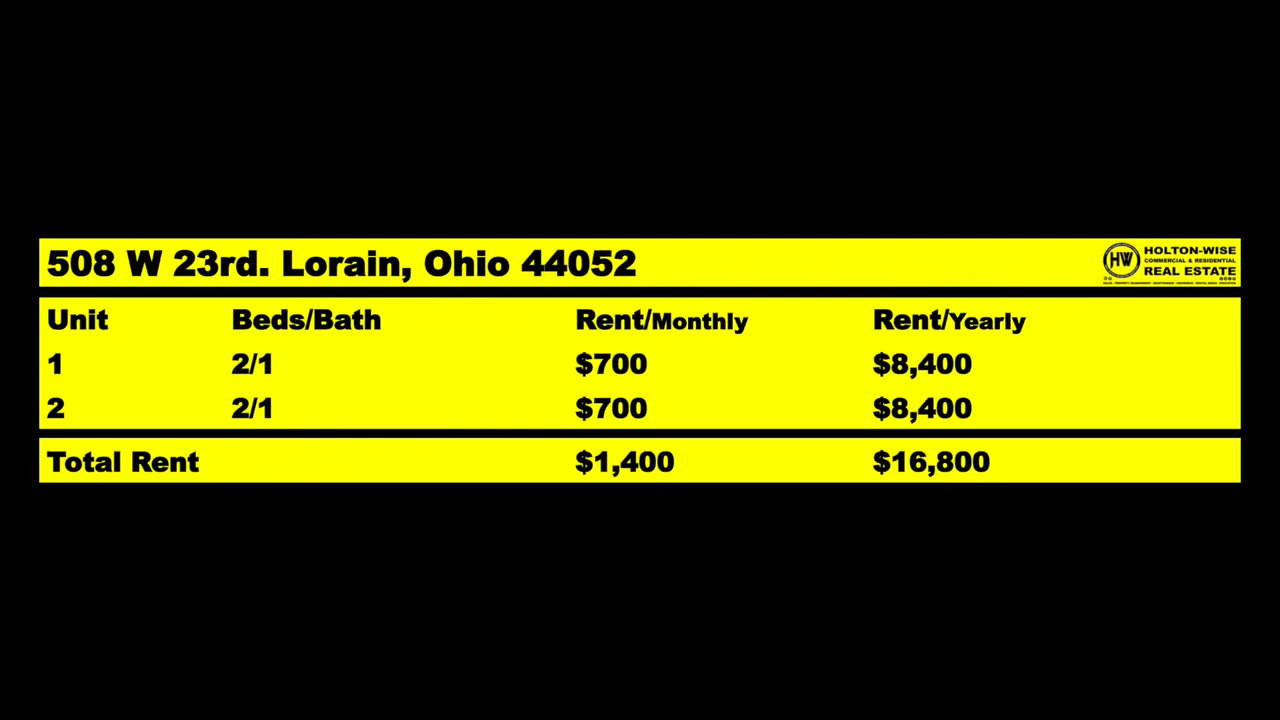 508 W 23rd. Lorain, Ohio 44052
HOLTON-WISE
COMMERCIAL & RESIDENTIAL
REAL ESTATE
Unit Beds/Bath Rent/Monthly Rent/Yearly
1 2/1 $700 $8,400
2 2/1 $700 $8,400
Total Rent $1,400 $16,800